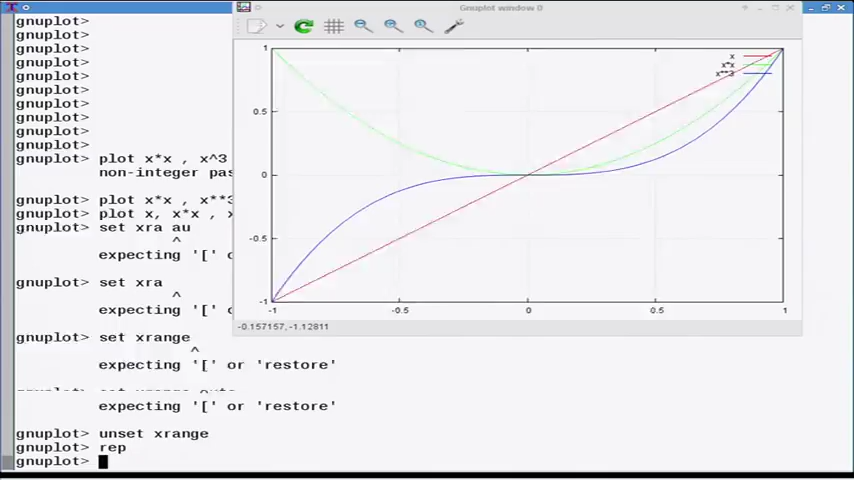 Gnuplot window 0
gnuplot>
gnuplot>
gnuplot>
gnuplot>
gnuplot>
gnuplot>
gnuplot>
gnuplot>
gnuplot>
gnuplot>
gnuplot> plot x*x , x^3
non-integer pas
gnuplot> plot x*x , x**3
gnuplot> plot x, x*x , x
gnuplot> set xra au
^
expecting '[' o
gnuplot> set xra
^
expecting '[' o
gnuplot> set xrange
^
expecting '[' or 'restore'
expecting '[' or 'restore'
gnuplot> unset xrange
gnuplot> rep
gnuplot>
x
x*x
x**3
1
0.5
0
-0.5
-1
-1 -0.5 0 0.5 1
-0.157157, -1.12811